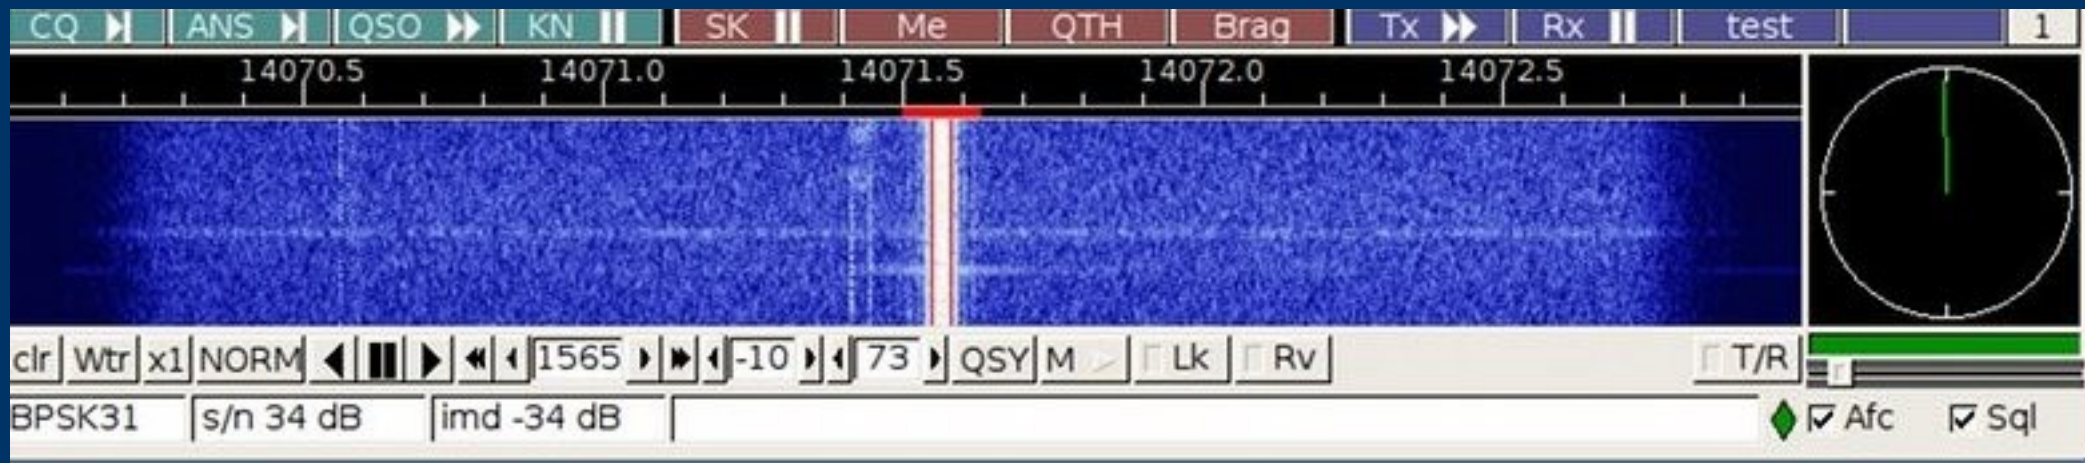 CQ ANS QSO KN SK Me QTH Brag Tx Rx test 1
14070.5 14071.0 14071.5 14072.0 14072.5
clr Wtr x1 NORM 1565 -10 73 QSY M Lk Rv T/R
BPSK31 s/n 34 dB imd -34 dB Afc Sql